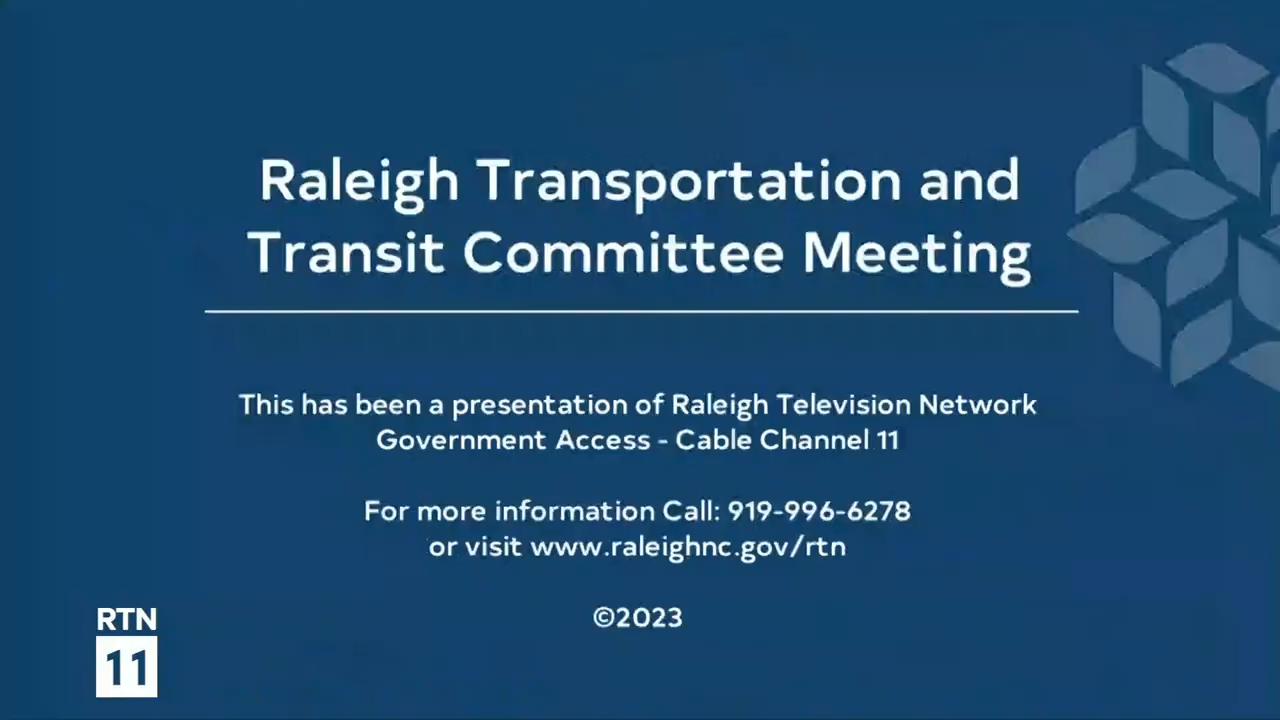 Raleigh Transportation and
Transit Committee Meeting
This has been a presentation of Raleigh Television Network
Government Access - Cable Channel 11
For more information Call: 919-996-6278
or visit www.raleighnc.gov/rtn
©2023
RTN
11